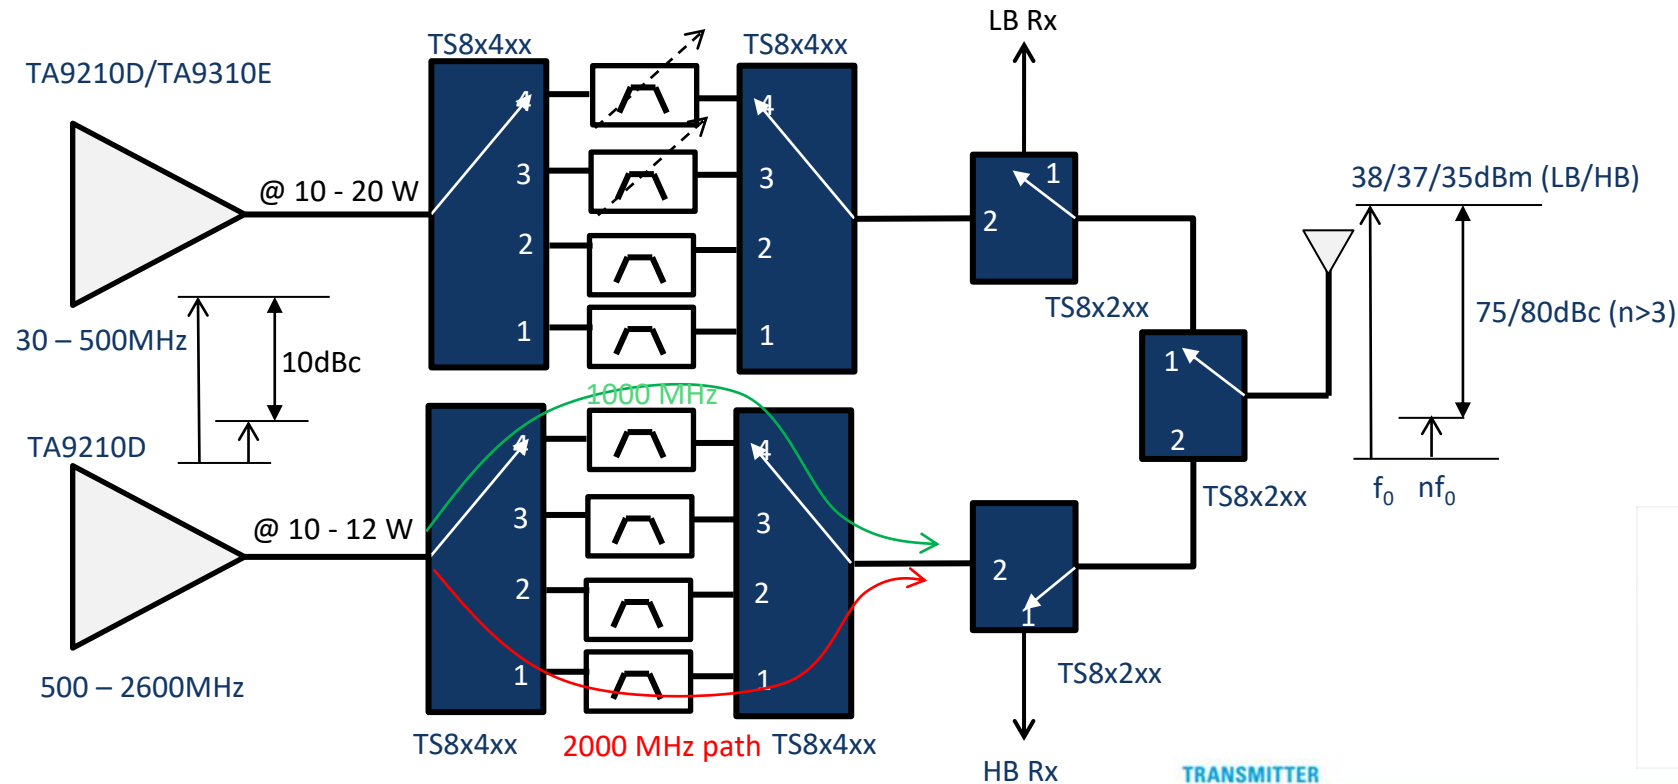 LB Rx
TS8x4xx
TS8x4xx
TA9210D/TA9310E
4
4
3
3
1
38/37/35dBm (LB/HB)
@ 10 - 20 W
2
2
2
TS8x2xx
75/80dBc (n>3)
30 – 500MHz
1
1
10dBc
1
1000 MHz
TA9210D
4
4
2
TS8x2xx
f₀ nf₀
@ 10 - 12 W
3
3
2
2
2
1
500 – 2600MHz
1
1
TS8x2xx
TS8x4xx
2000 MHz path
TS8x4xx
HB Rx
TRANSMITTER